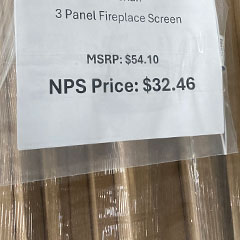 3 Panel Fireplace Screen
MSRP: $54.10
NPS Price: $32.46